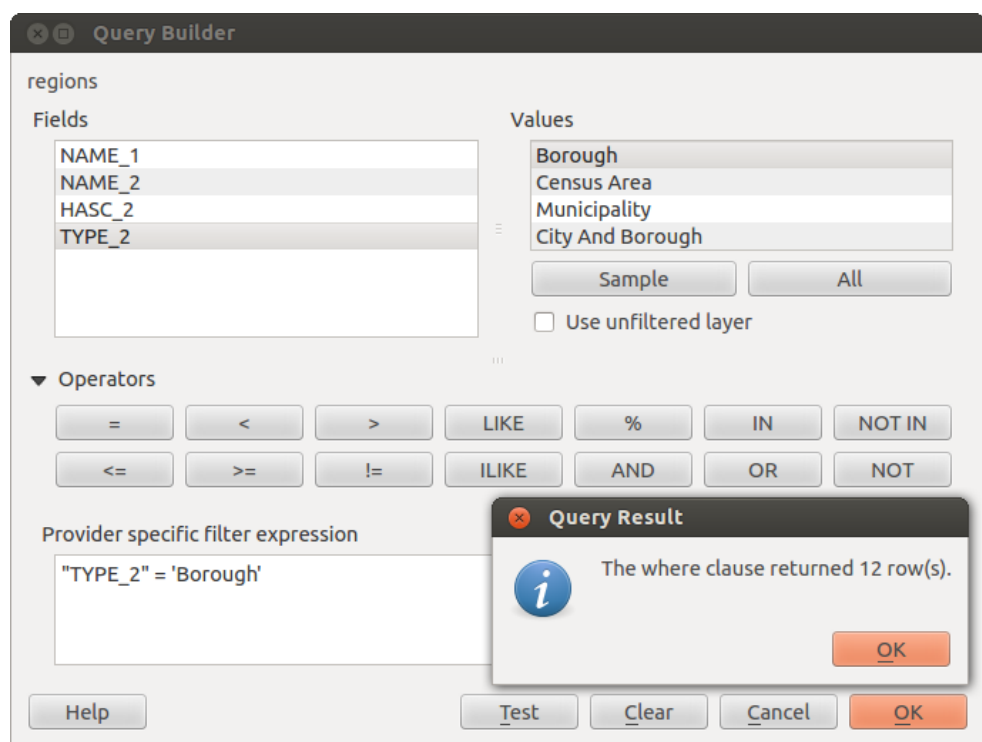 Query Builder
regions
Fields
NAME_1
NAME_2
HASC_2
TYPE_2
Values
Borough
Census Area
Municipality
City And Borough
Sample All
Use unfiltered layer
Operators
= < > LIKE % IN NOT IN
<= >= != ILIKE AND OR NOT
Provider specific filter expression
"TYPE_2" = 'Borough'
Query Result
The where clause returned 12 row(s).
OK
Help Test Clear Cancel OK